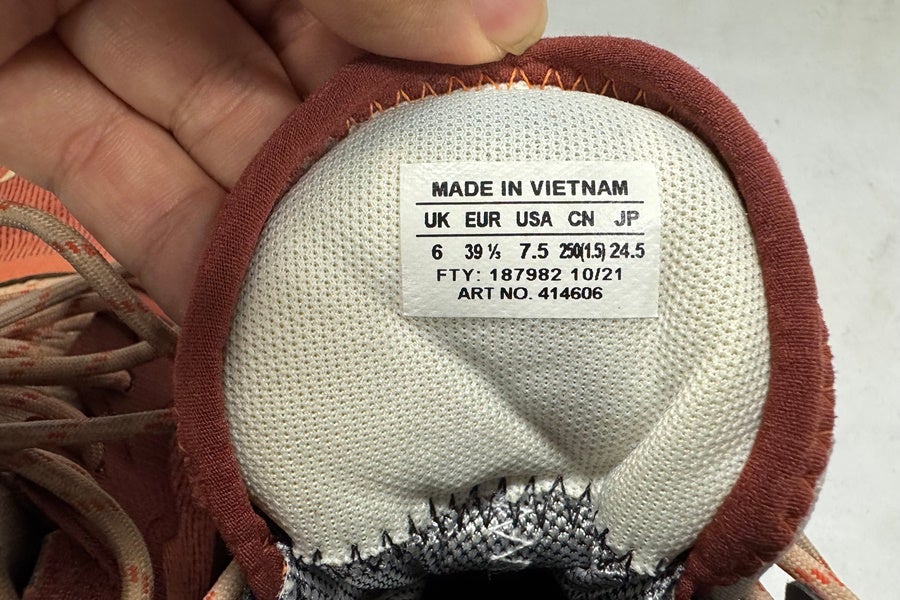 MADE IN VIETNAM
UK EUR USA CN JP
6 39 ⅓ 7.5 250(1.5) 24.5
FTY: 187982 10/21
ART NO. 414606